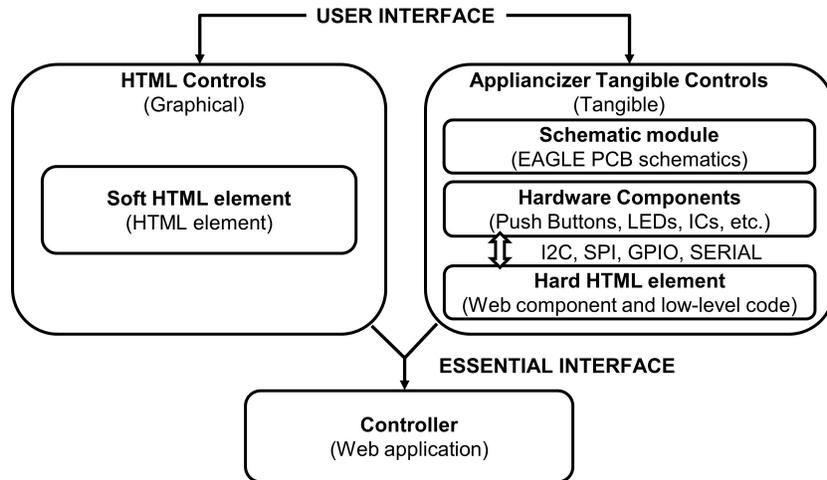 USER INTERFACE
HTML Controls
(Graphical)
Soft HTML element
(HTML element)
Appliancizer Tangible Controls
(Tangible)
Schematic module
(EAGLE PCB schematics)
Hardware Components
(Push Buttons, LEDs, ICs, etc.)
I2C, SPI, GPIO, SERIAL
Hard HTML element
(Web component and low-level code)
ESSENTIAL INTERFACE
Controller
(Web application)